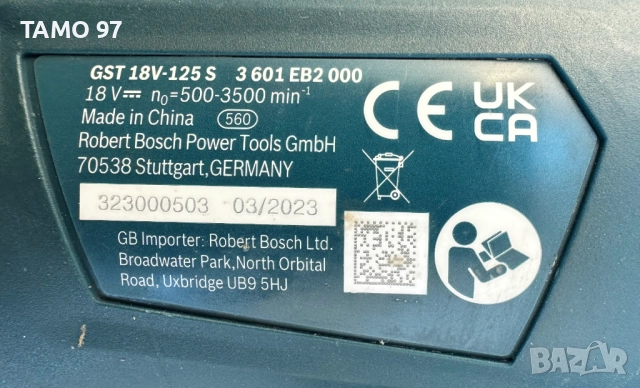 TAMO 97
GST 18V-125 S 3 601 EB2 000
18 V⎓ n₀=500-3500 min⁻¹
Made in China 560
Robert Bosch Power Tools GmbH
70538 Stuttgart,GERMANY
323000503 03/2023
GB Importer: Robert Bosch Ltd.
Broadwater Park,North Orbital
Road, Uxbridge UB9 5HJ
CE
UK
CA
BAZAR